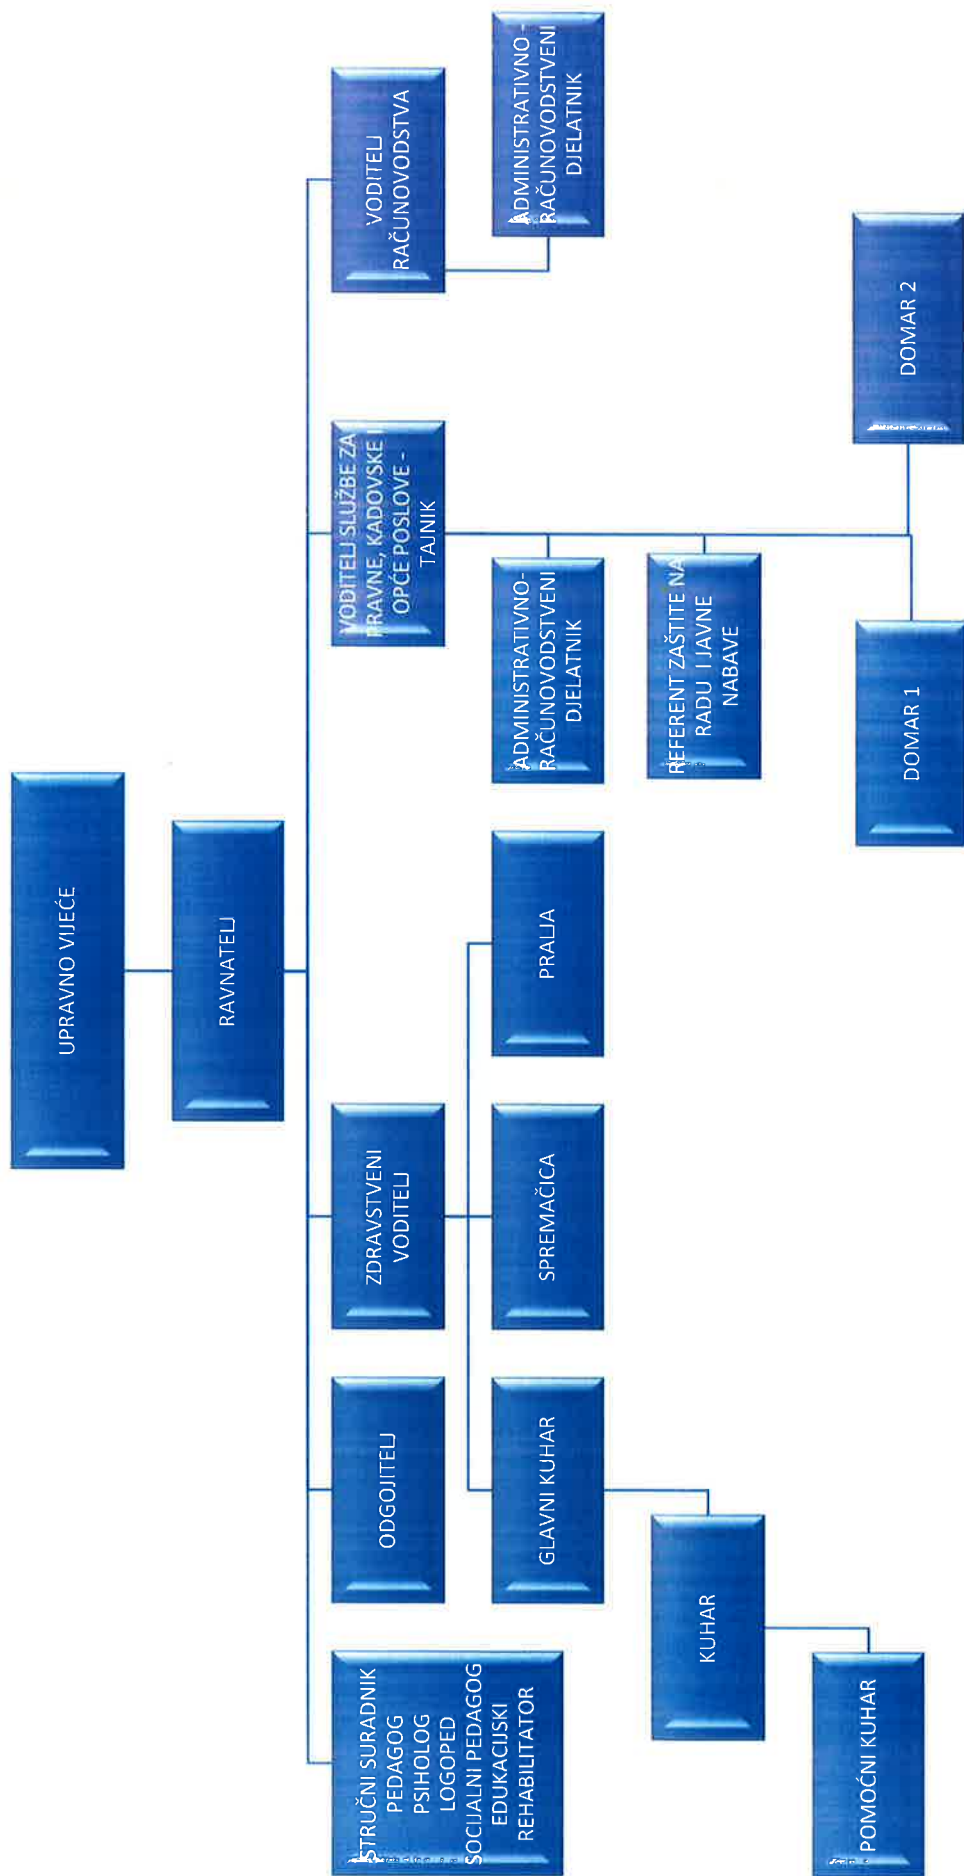 UPRAVNO VIJEĆE
RAVNATELJ
STRUČNI SURADNIK
PEDAGOG
PSIHOLOG
LOGOPED
SOCIJALNI PEDAGOG
EDUKACIJSKI
REHABILITATOR
ODGOJITELJ
ZDRAVSTVENI
VODITELJ
VODITELJ SLUŽBE ZA
PRAVNE, KADOVSKE I
OPĆE POSLOVE -
TAJNIK
VODITELJ
RAČUNOVODSTVA
GLAVNI KUHAR
SPREMAČICA
PRALJA
ADMINISTRATIVNO-
RAČUNOVODSTVENI
DJELATNIK
ADMINISTRATIVNO -
RAČUNOVODSTVENI
DJELATNIK
KUHAR
REFERENT ZAŠTITE NA
RADU I JAVNE
NABAVE
POMOĆNI KUHAR
DOMAR 1
DOMAR 2